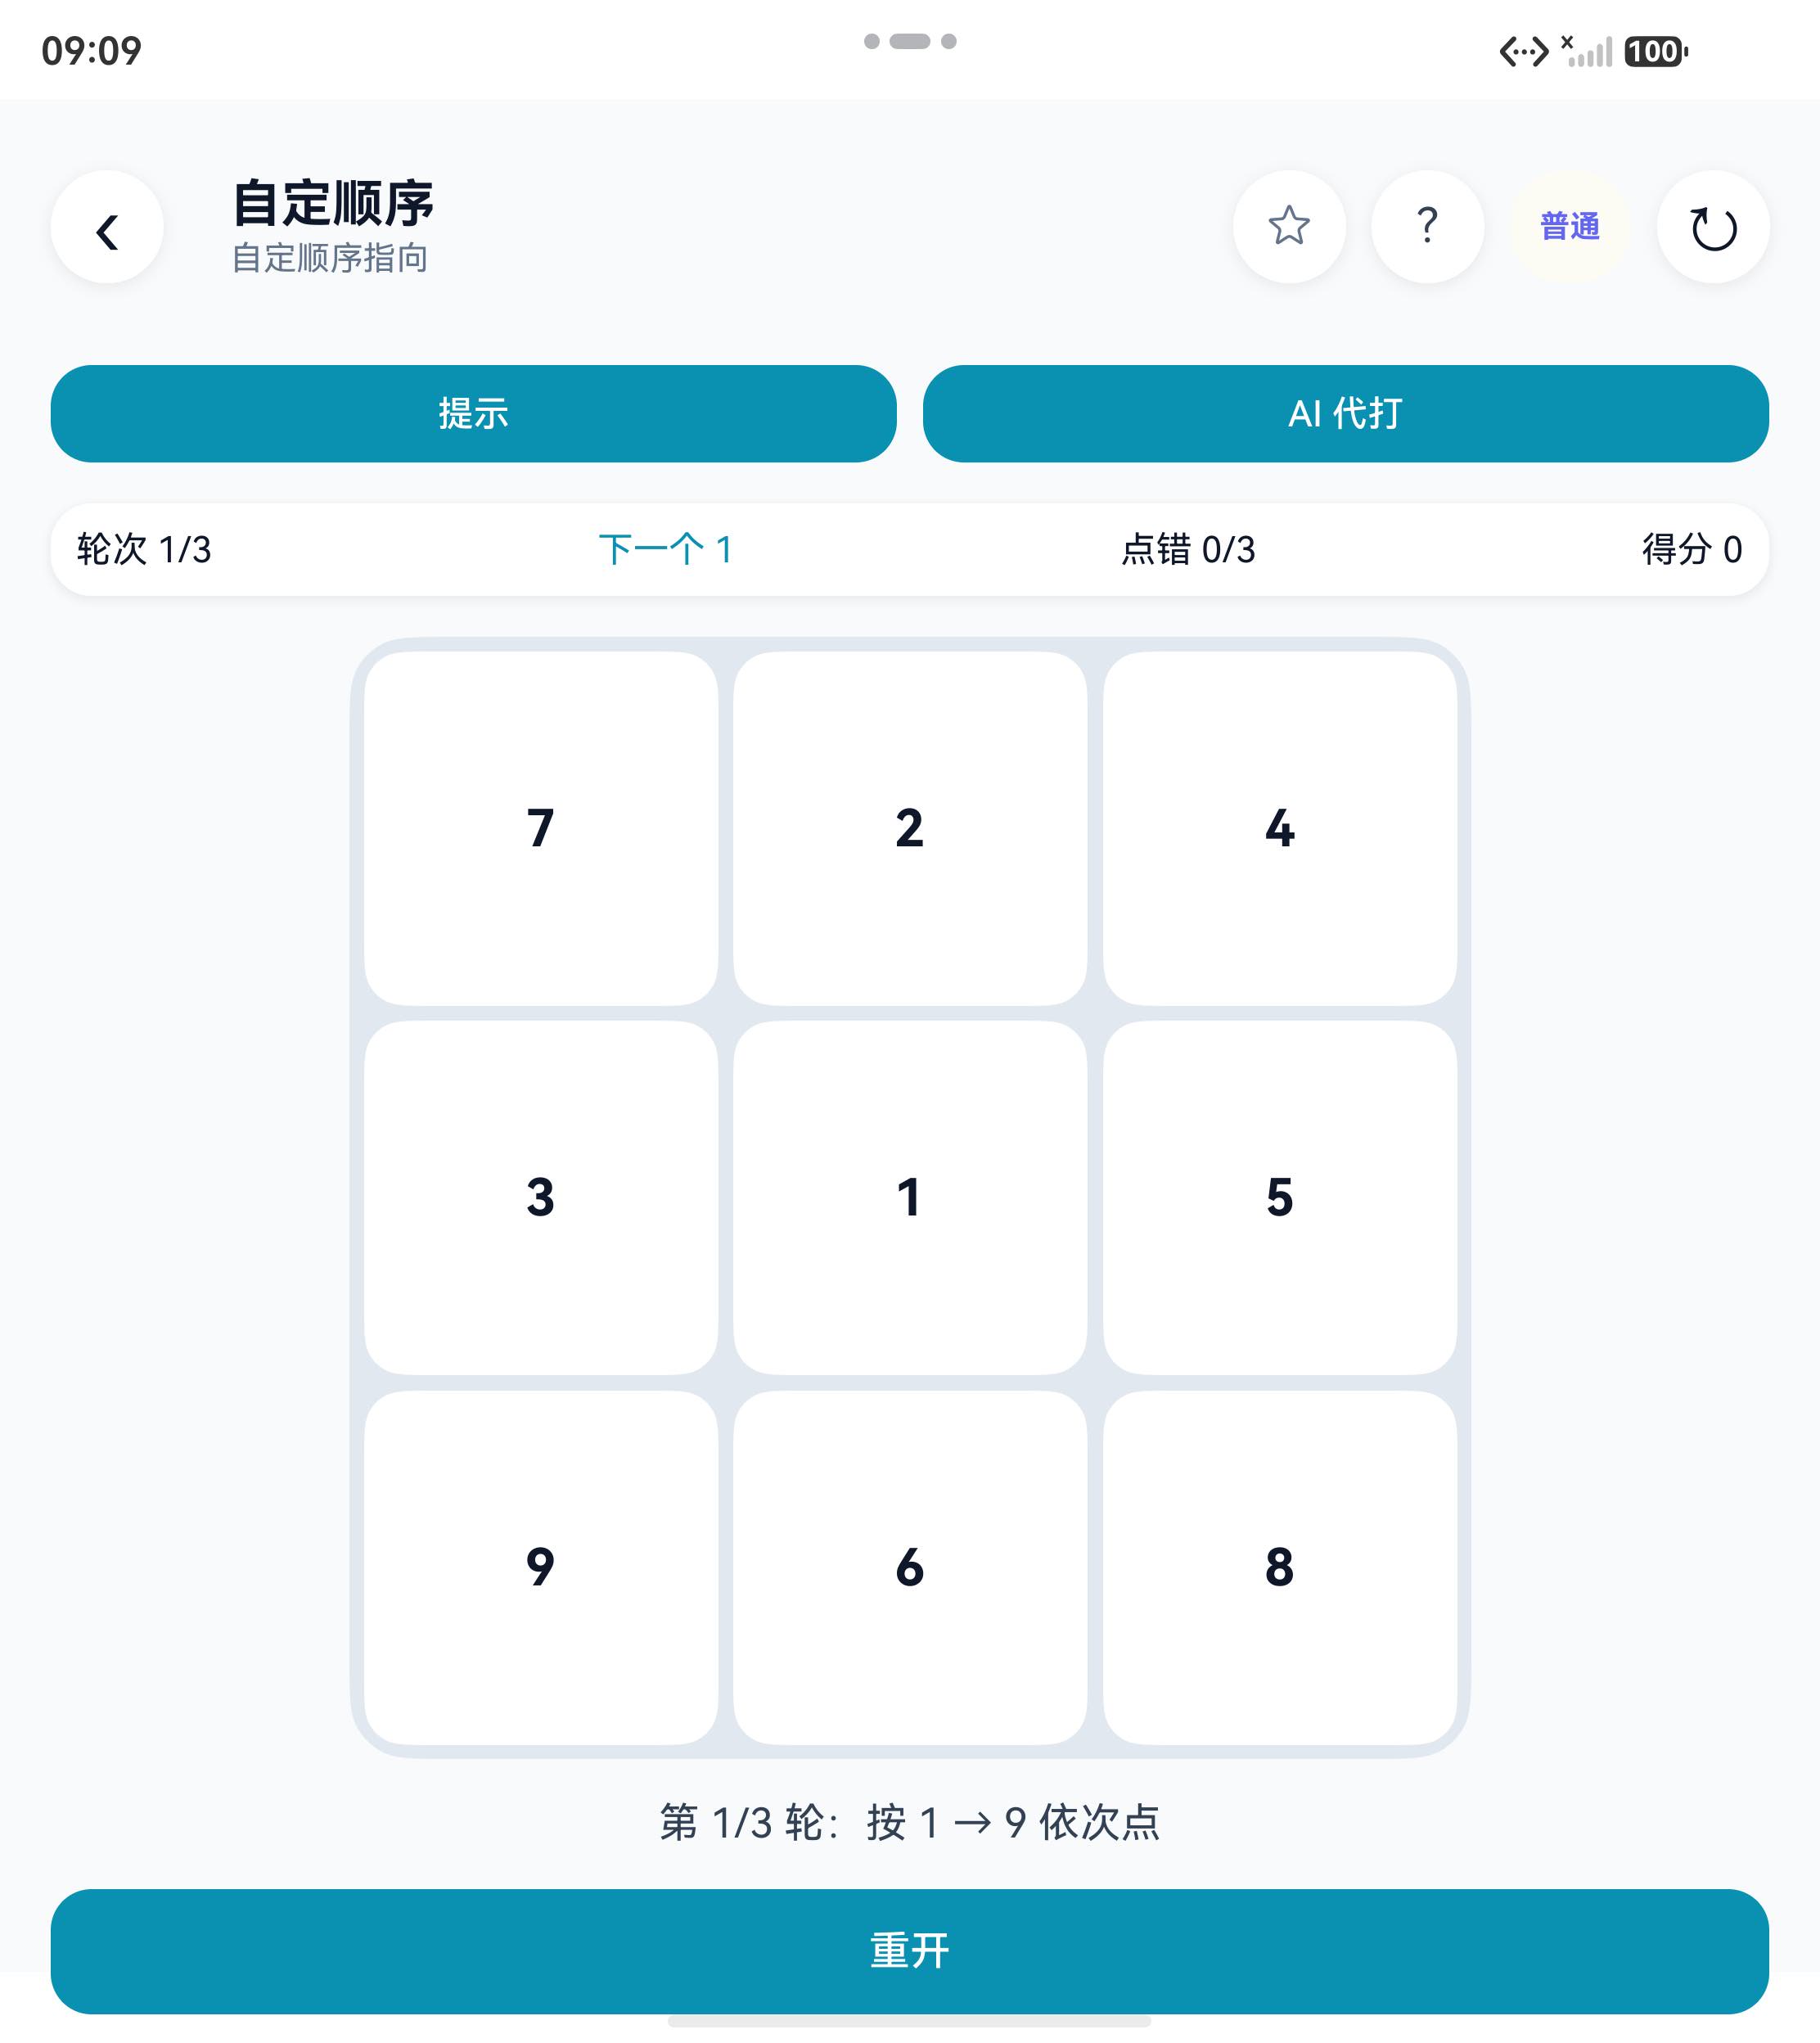 09:09
100
自定顺序
自定顺序指向
?
普通
提示
AI 代打
轮次 1/3
下一个 1
点错 0/3
得分 0
7
2
4
3
1
5
9
6
8
第 1/3 轮：按 1 → 9 依次点
重开